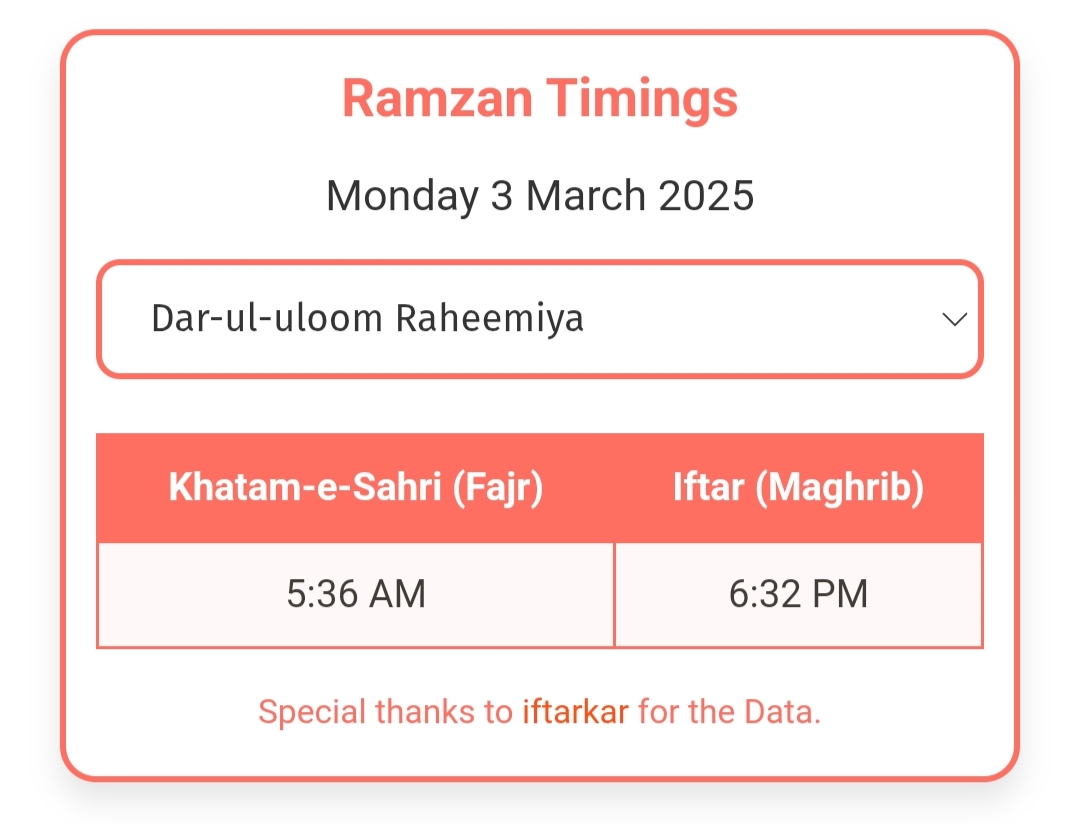 Ramzan Timings
Monday 3 March 2025
Dar-ul-uloom Raheemiya
Khatam-e-Sahri (Fajr) Iftar (Maghrib)
5:36 AM 6:32 PM
Special thanks to iftarkar for the Data.